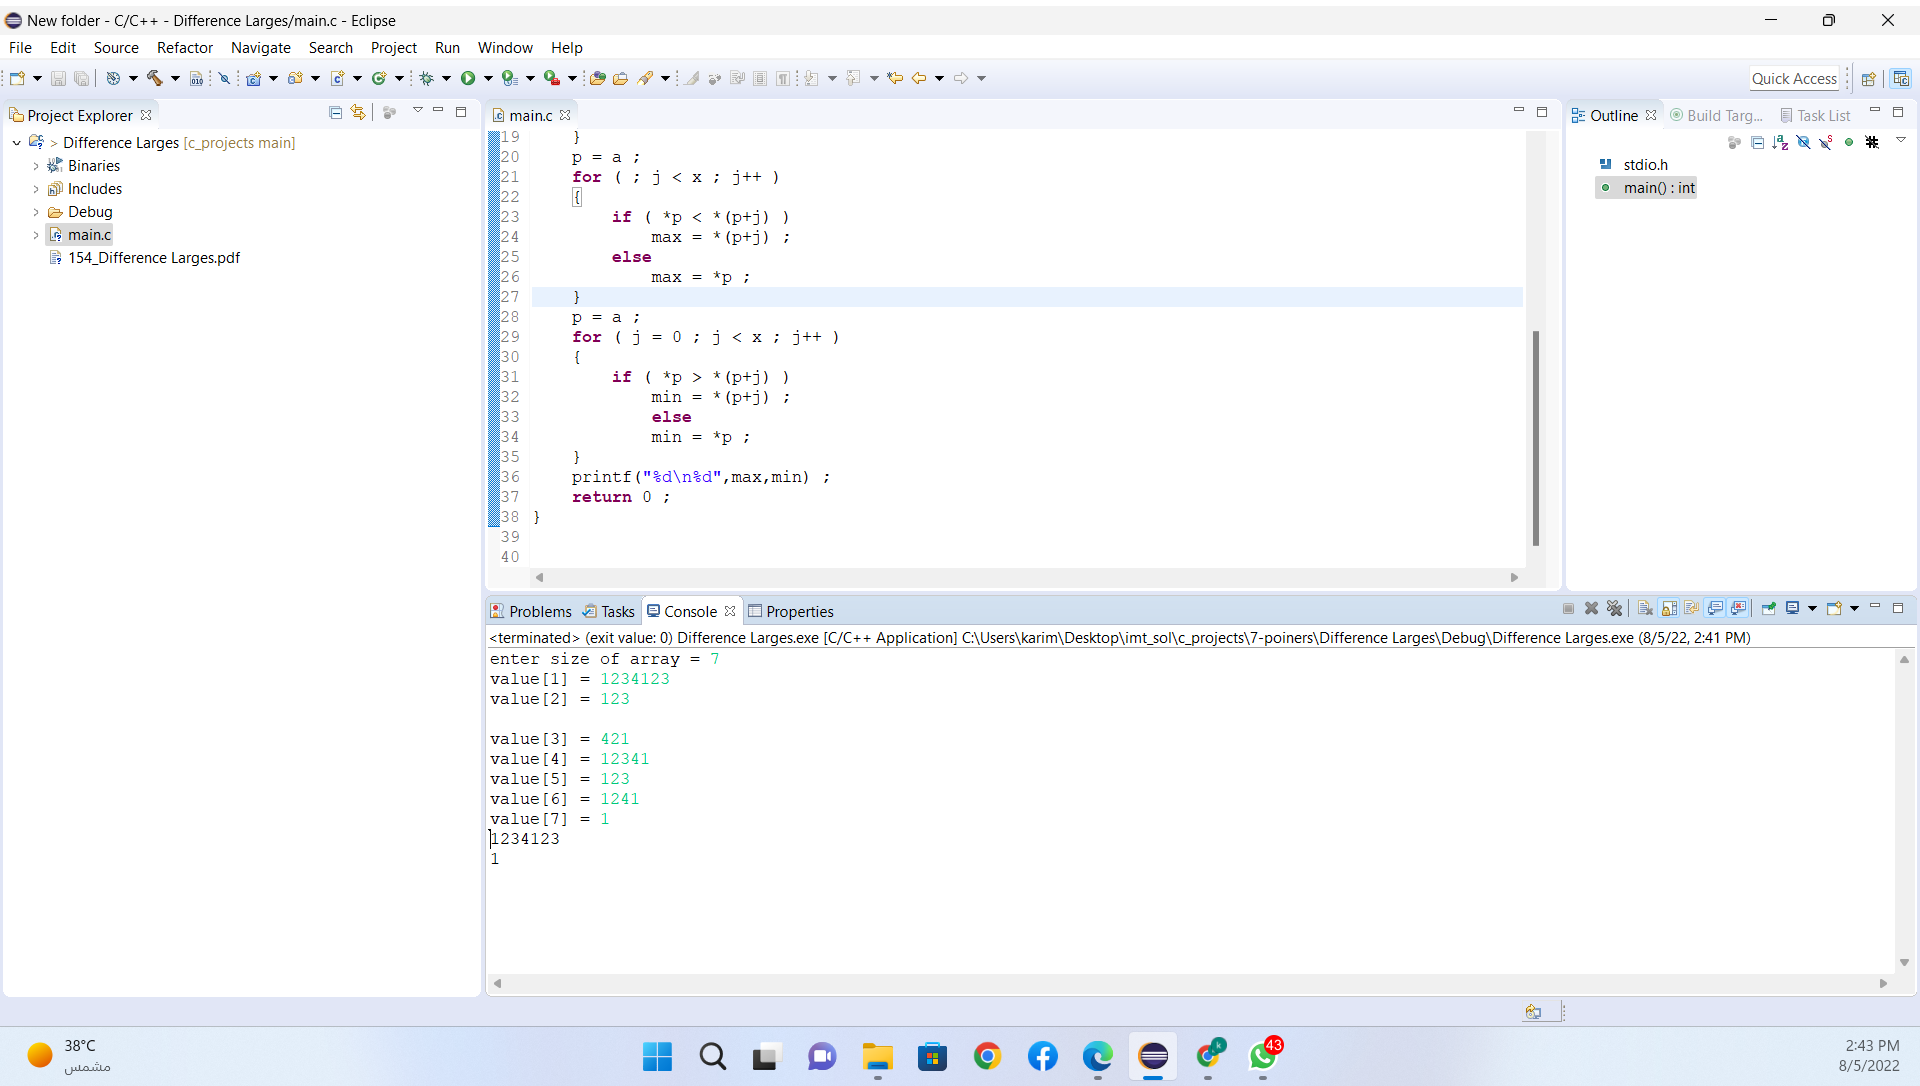 New folder - C/C++ - Difference Larges/main.c - Eclipse
File Edit Source Refactor Navigate Search Project Run Window Help
Quick Access
Project Explorer
> Difference Larges [c_projects main]
Binaries
Includes
Debug
main.c
154_Difference Larges.pdf
main.c
19 }
20 p = a ;
21 for ( ; j < x ; j++ )
22 {
23 if ( *p < *(p+j) )
24 max = *(p+j) ;
25 else
26 max = *p ;
27 }
28 p = a ;
29 for ( j = 0 ; j < x ; j++ )
30 {
31 if ( *p > *(p+j) )
32 min = *(p+j) ;
33 else
34 min = *p ;
35 }
36 printf("%d\n%d",max,min) ;
37 return 0 ;
38 }
39
40
Outline Build Targ... Task List
stdio.h
main() : int
Problems Tasks Console Properties
<terminated> (exit value: 0) Difference Larges.exe [C/C++ Application] C:\Users\karim\Desktop\imt_sol\c_projects\7-poiners\Difference Larges\Debug\Difference Larges.exe (8/5/22, 2:41 PM)
enter size of array = 7
value[1] = 1234123
value[2] = 123
value[3] = 421
value[4] = 12341
value[5] = 123
value[6] = 1241
value[7] = 1
1234123
1
38°C
مشمس
k
43
2:43 PM
8/5/2022